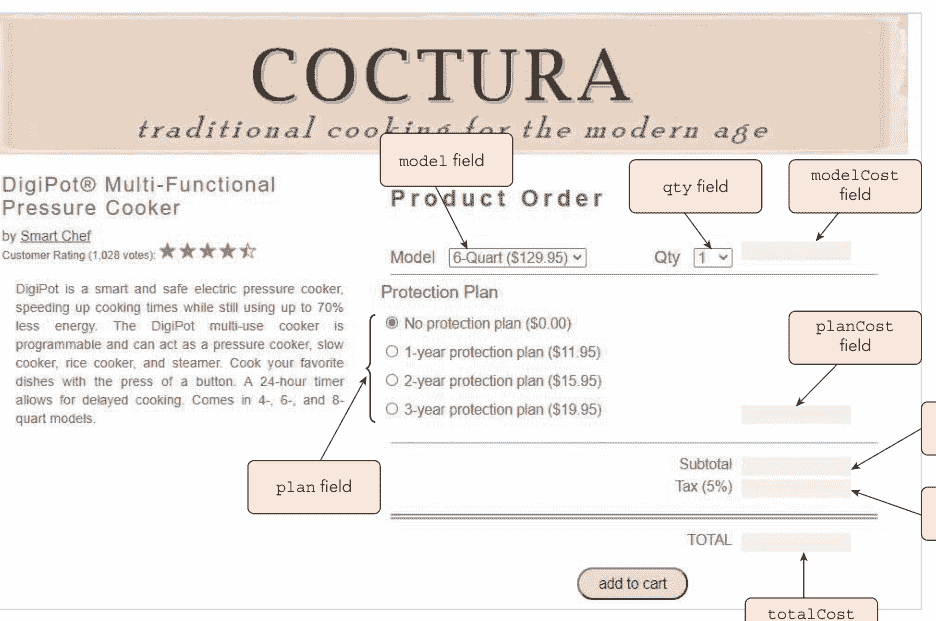 COCTURA
traditional cooking for the modern age
model field
qty field
modelCost
field
DigiPot® Multi-Functional
Pressure Cooker
Product Order
by Smart Chef
Customer Rating (1,028 votes):
Model 6-Quart ($129.95) Qty 1
DigiPot is a smart and safe electric pressure cooker,
speeding up cooking times while still using up to 70%
less energy. The DigiPot multi-use cooker is
programmable and can act as a pressure cooker, slow
cooker, rice cooker, and steamer. Cook your favorite
dishes with the press of a button. A 24-hour timer
allows for delayed cooking. Comes in 4-, 6-, and 8-
quart models.
Protection Plan
No protection plan ($0.00)
1-year protection plan ($11.95)
2-year protection plan ($15.95)
3-year protection plan ($19.95)
planCost
field
plan field
Subtotal
Tax (5%)
TOTAL
add to cart
totalCost